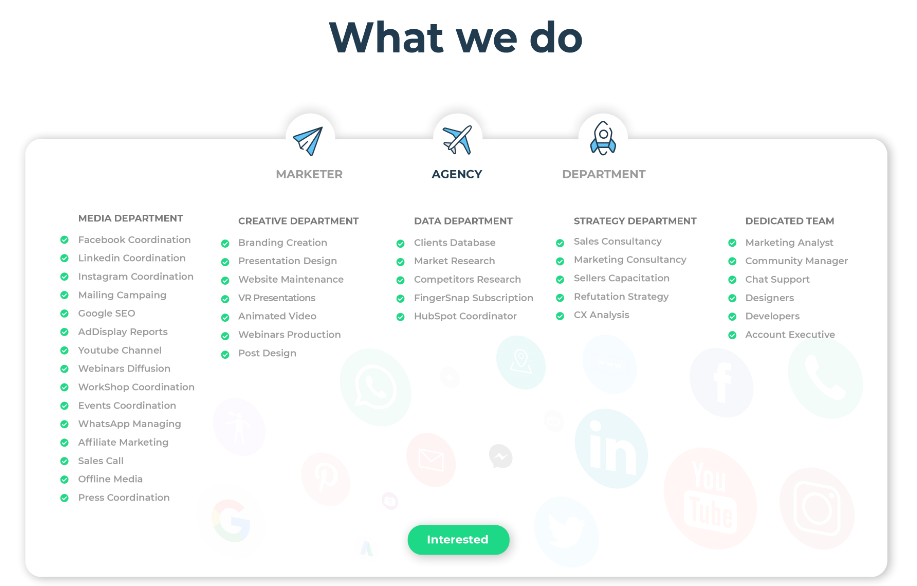 What we do
MARKETER
AGENCY
DEPARTMENT
MEDIA DEPARTMENT
Facebook Coordination
Linkedin Coordination
Instagram Coordination
Mailing Campaing
Google SEO
AdDisplay Reports
Youtube Channel
Webinars Diffusion
WorkShop Coordination
Events Coordination
WhatsApp Managing
Affiliate Marketing
Sales Call
Offline Media
Press Coordination
CREATIVE DEPARTMENT
Branding Creation
Presentation Design
Website Maintenance
VR Presentations
Animated Video
Webinars Production
Post Design
DATA DEPARTMENT
Clients Database
Market Research
Competitors Research
FingerSnap Subscription
HubSpot Coordinator
STRATEGY DEPARTMENT
Sales Consultancy
Marketing Consultancy
Sellers Capacitation
Refutation Strategy
CX Analysis
DEDICATED TEAM
Marketing Analyst
Community Manager
Chat Support
Designers
Developers
Account Executive
in
You
Tube
Interested